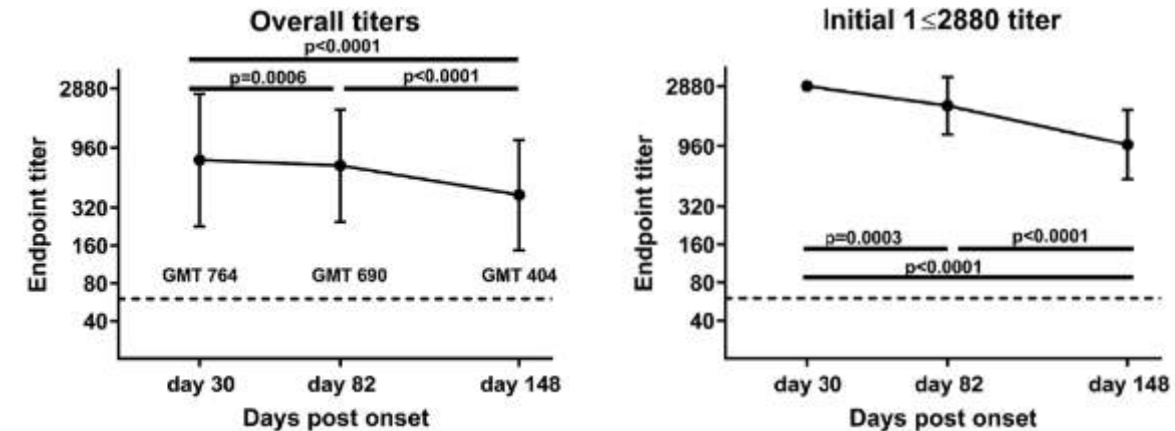 Overall titers
p<0.0001
p=0.0006
p<0.0001
2880
960
320
160
80
40
Endpoint titer
GMT 764
GMT 690
GMT 404
day 30
day 82
day 148
Days post onset
Initial 1≤2880 titer
2880
960
320
160
80
40
Endpoint titer
p=0.0003
p<0.0001
p<0.0001
day 30
day 82
day 148
Days post onset